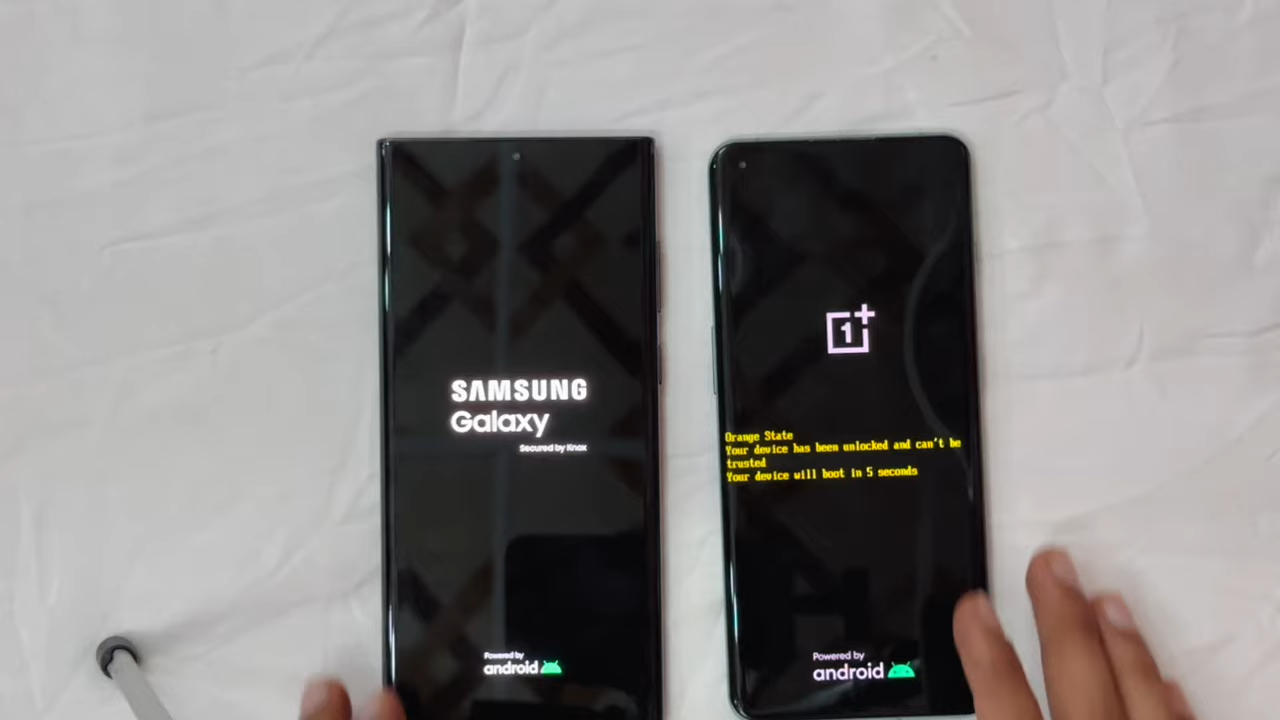 SAMSUNG
Galaxy
Secured by Knox
Powered by
android
1+
Orange State
Your device has been unlocked and can't be
trusted
Your device will boot in 5 seconds
Powered by
android